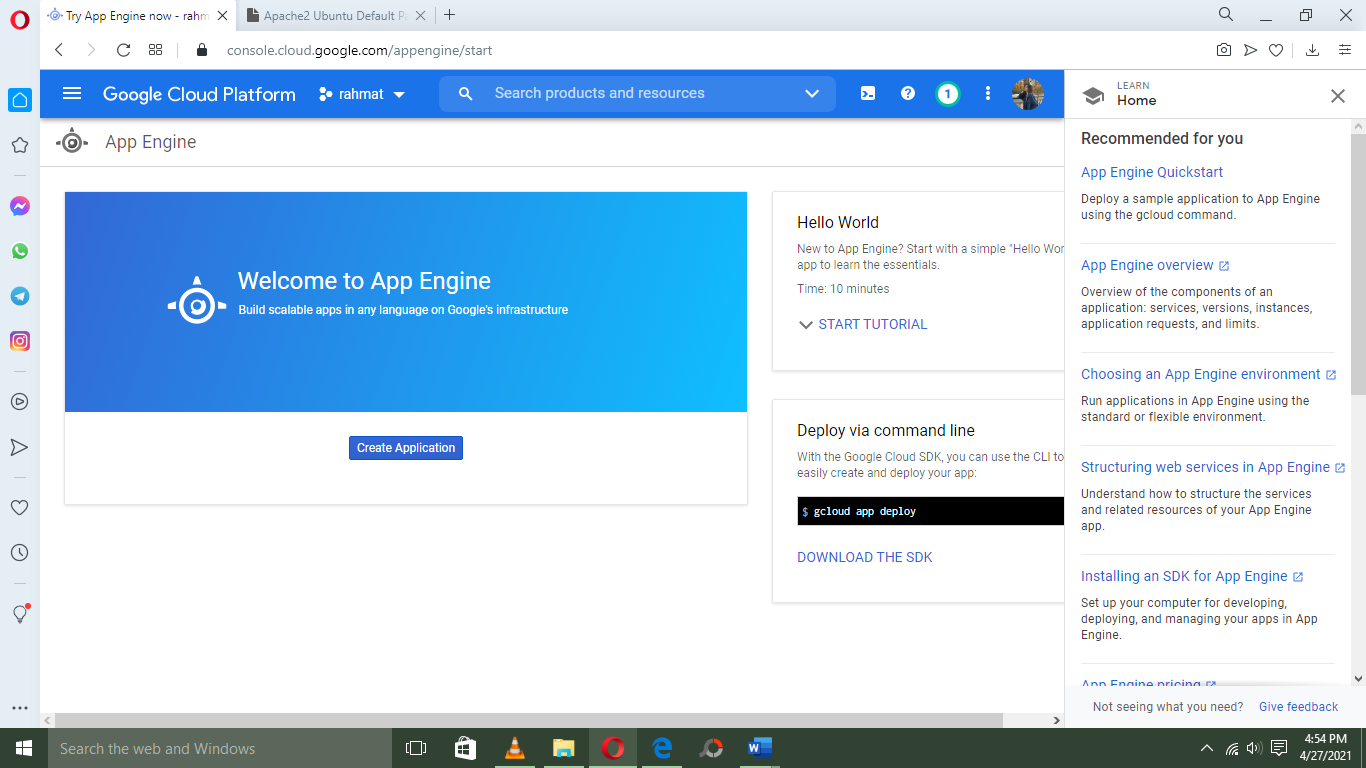 Try App Engine now - rahm
Apache2 Ubuntu Default Pa
console.cloud.google.com/appengine/start
Google Cloud Platform
rahmat
Search products and resources
1
App Engine
Welcome to App Engine
Build scalable apps in any language on Google's infrastructure
Create Application
Hello World
New to App Engine? Start with a simple "Hello Wor
app to learn the essentials.
Time: 10 minutes
START TUTORIAL
Deploy via command line
With the Google Cloud SDK, you can use the CLI to
easily create and deploy your app:
$ gcloud app deploy
DOWNLOAD THE SDK
LEARN
Home
Recommended for you
App Engine Quickstart
Deploy a sample application to App Engine
using the gcloud command.
App Engine overview
Overview of the components of an
application: services, versions, instances,
application requests, and limits.
Choosing an App Engine environment
Run applications in App Engine using the
standard or flexible environment.
Structuring web services in App Engine
Understand how to structure the services
and related resources of your App Engine
app.
Installing an SDK for App Engine
Set up your computer for developing,
deploying, and managing your apps in App
Engine.
App Engine pricing
Not seeing what you need? Give feedback
Search the web and Windows
4:54 PM
4/27/2021